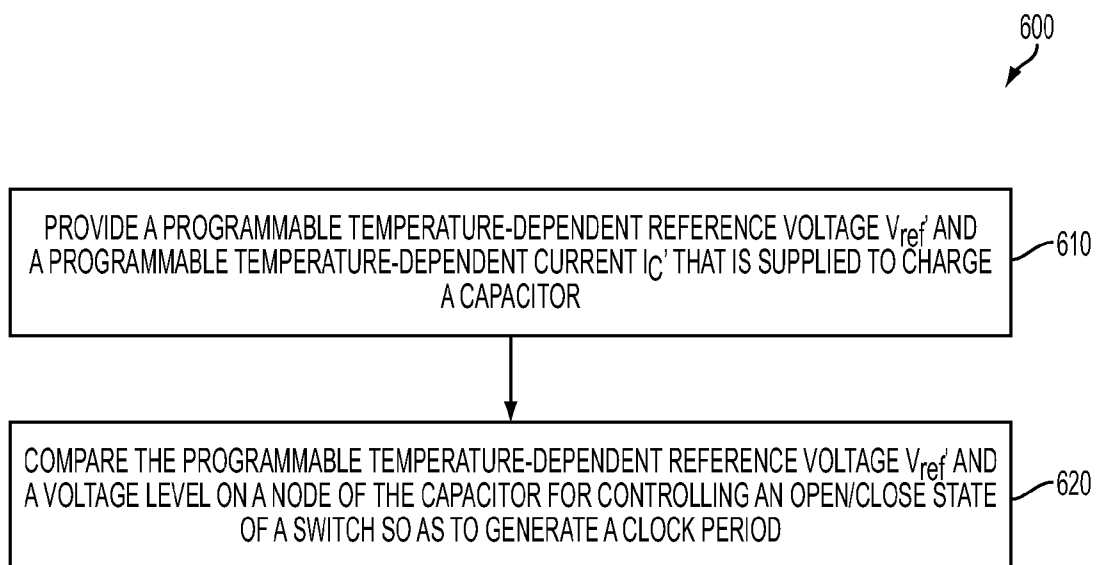 600
PROVIDE A PROGRAMMABLE TEMPERATURE-DEPENDENT REFERENCE VOLTAGE Vref' AND
A PROGRAMMABLE TEMPERATURE-DEPENDENT CURRENT IC' THAT IS SUPPLIED TO CHARGE
A CAPACITOR
610
COMPARE THE PROGRAMMABLE TEMPERATURE-DEPENDENT REFERENCE VOLTAGE Vref' AND
A VOLTAGE LEVEL ON A NODE OF THE CAPACITOR FOR CONTROLLING AN OPEN/CLOSE STATE
OF A SWITCH SO AS TO GENERATE A CLOCK PERIOD
620